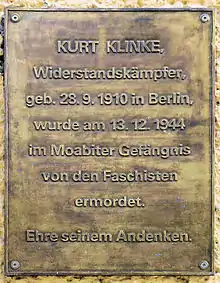 KURT KLINKE,
Widerstandskämpfer,
geb. 28.9.1910 in Berlin,
wurde am 13.12.1944
im Moabiter Gefängnis
von den Faschisten
ermordet.
Ehre seinem Andenken.